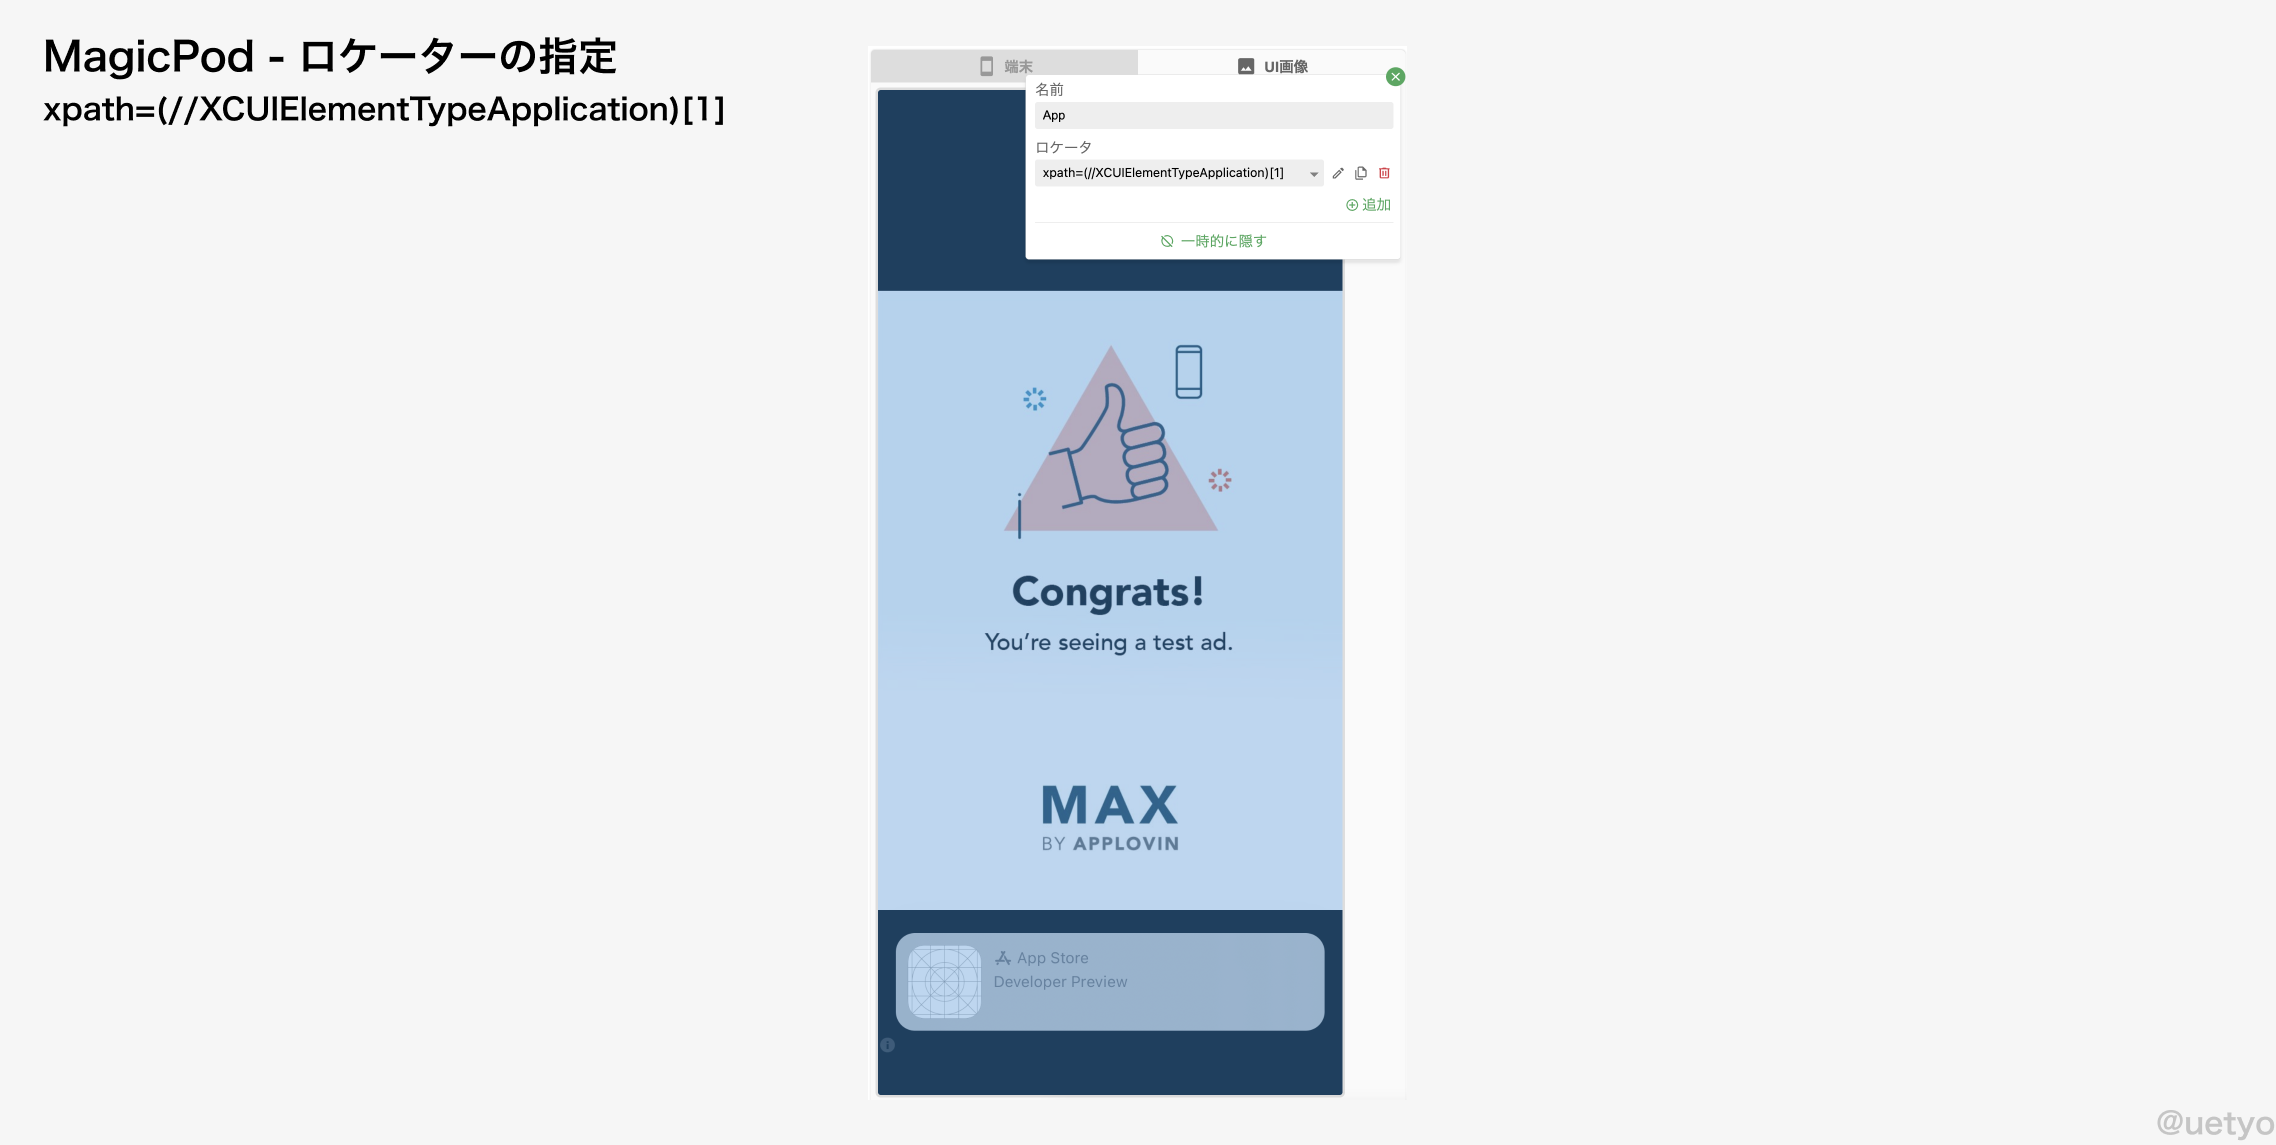 MagicPod - ロケーターの指定
xpath=(//XCUIElementTypeApplication)[1]
端末
UI画像
名前
App
ロケータ
xpath=(//XCUIElementTypeApplication)[1]
追加
一時的に隠す
Congrats!
You're seeing a test ad.
MAX
BY APPLOVIN
App Store
Developer Preview
@uetyo